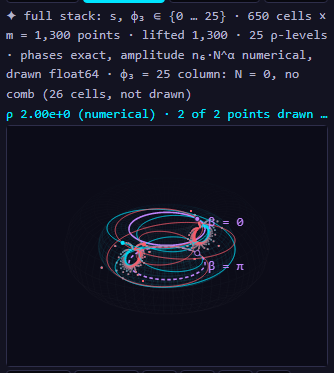 ✦ full stack: s, ϕ₃ ∈ {0 … 25} · 650 cells ×
m = 1,300 points · lifted 1,300 · 25 ρ-levels
· phases exact, amplitude n₆·N^α numerical,
drawn float64 · ϕ₃ = 25 column: N = 0, no
comb (26 cells, not drawn)
ρ 2.00e+0 (numerical) · 2 of 2 points drawn …
β = 0
β = π